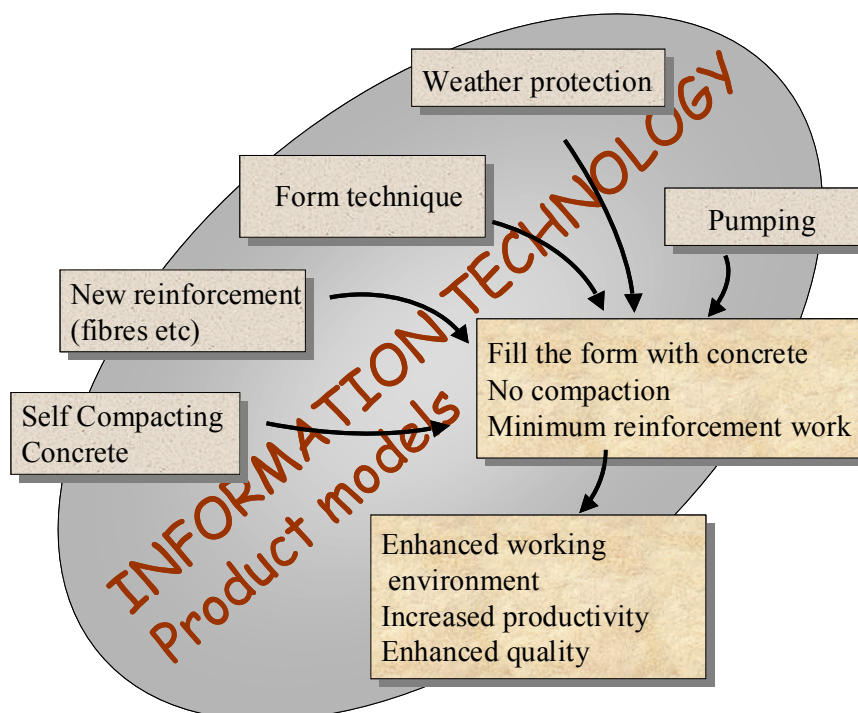 Weather protection
Form technique
Pumping
New reinforcement
(fibres etc)
Self Compacting
Concrete
INFORMATION TECHNOLOGY
Product models
Fill the form with concrete
No compaction
Minimum reinforcement work
Enhanced working
environment
Increased productivity
Enhanced quality